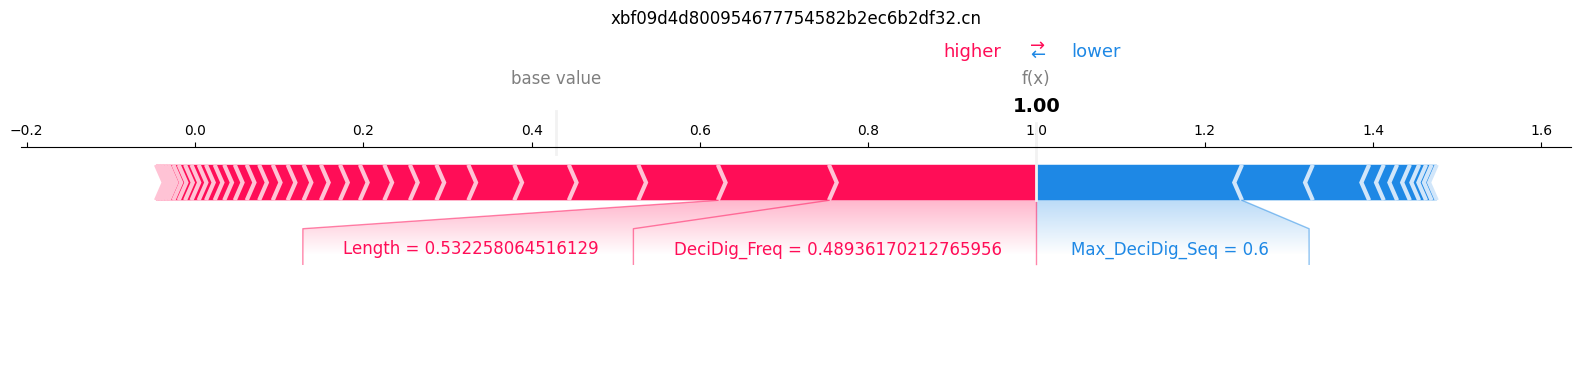 xbf09d4d800954677754582b2ec6b2df32.cn
higher → ← lower
base value f(x)
1.00
−0.2 0.0 0.2 0.4 0.6 0.8 1.0 1.2 1.4 1.6
Length = 0.532258064516129 DeciDig_Freq = 0.48936170212765956 Max_DeciDig_Seq = 0.6